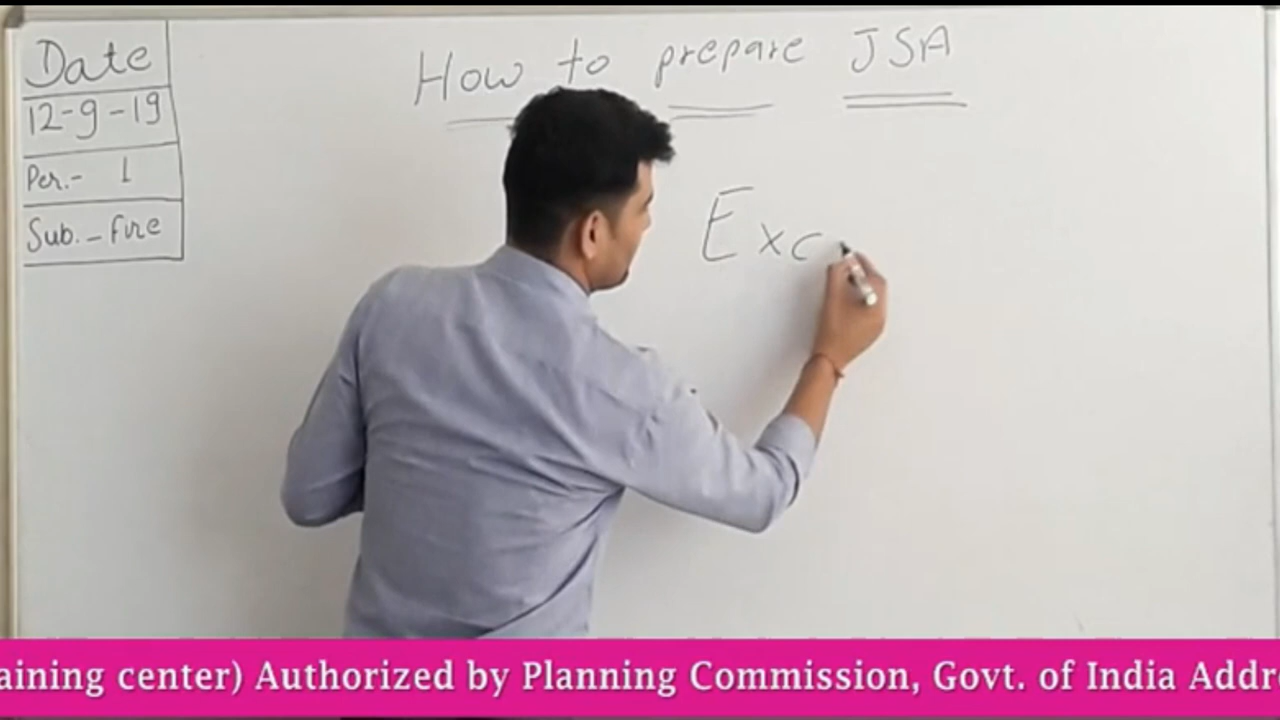 How to prepare JSA
Date
12-9-19
Per.- 1
Sub.- Fire
Exc
aining center) Authorized by Planning Commission, Govt. of India Addre